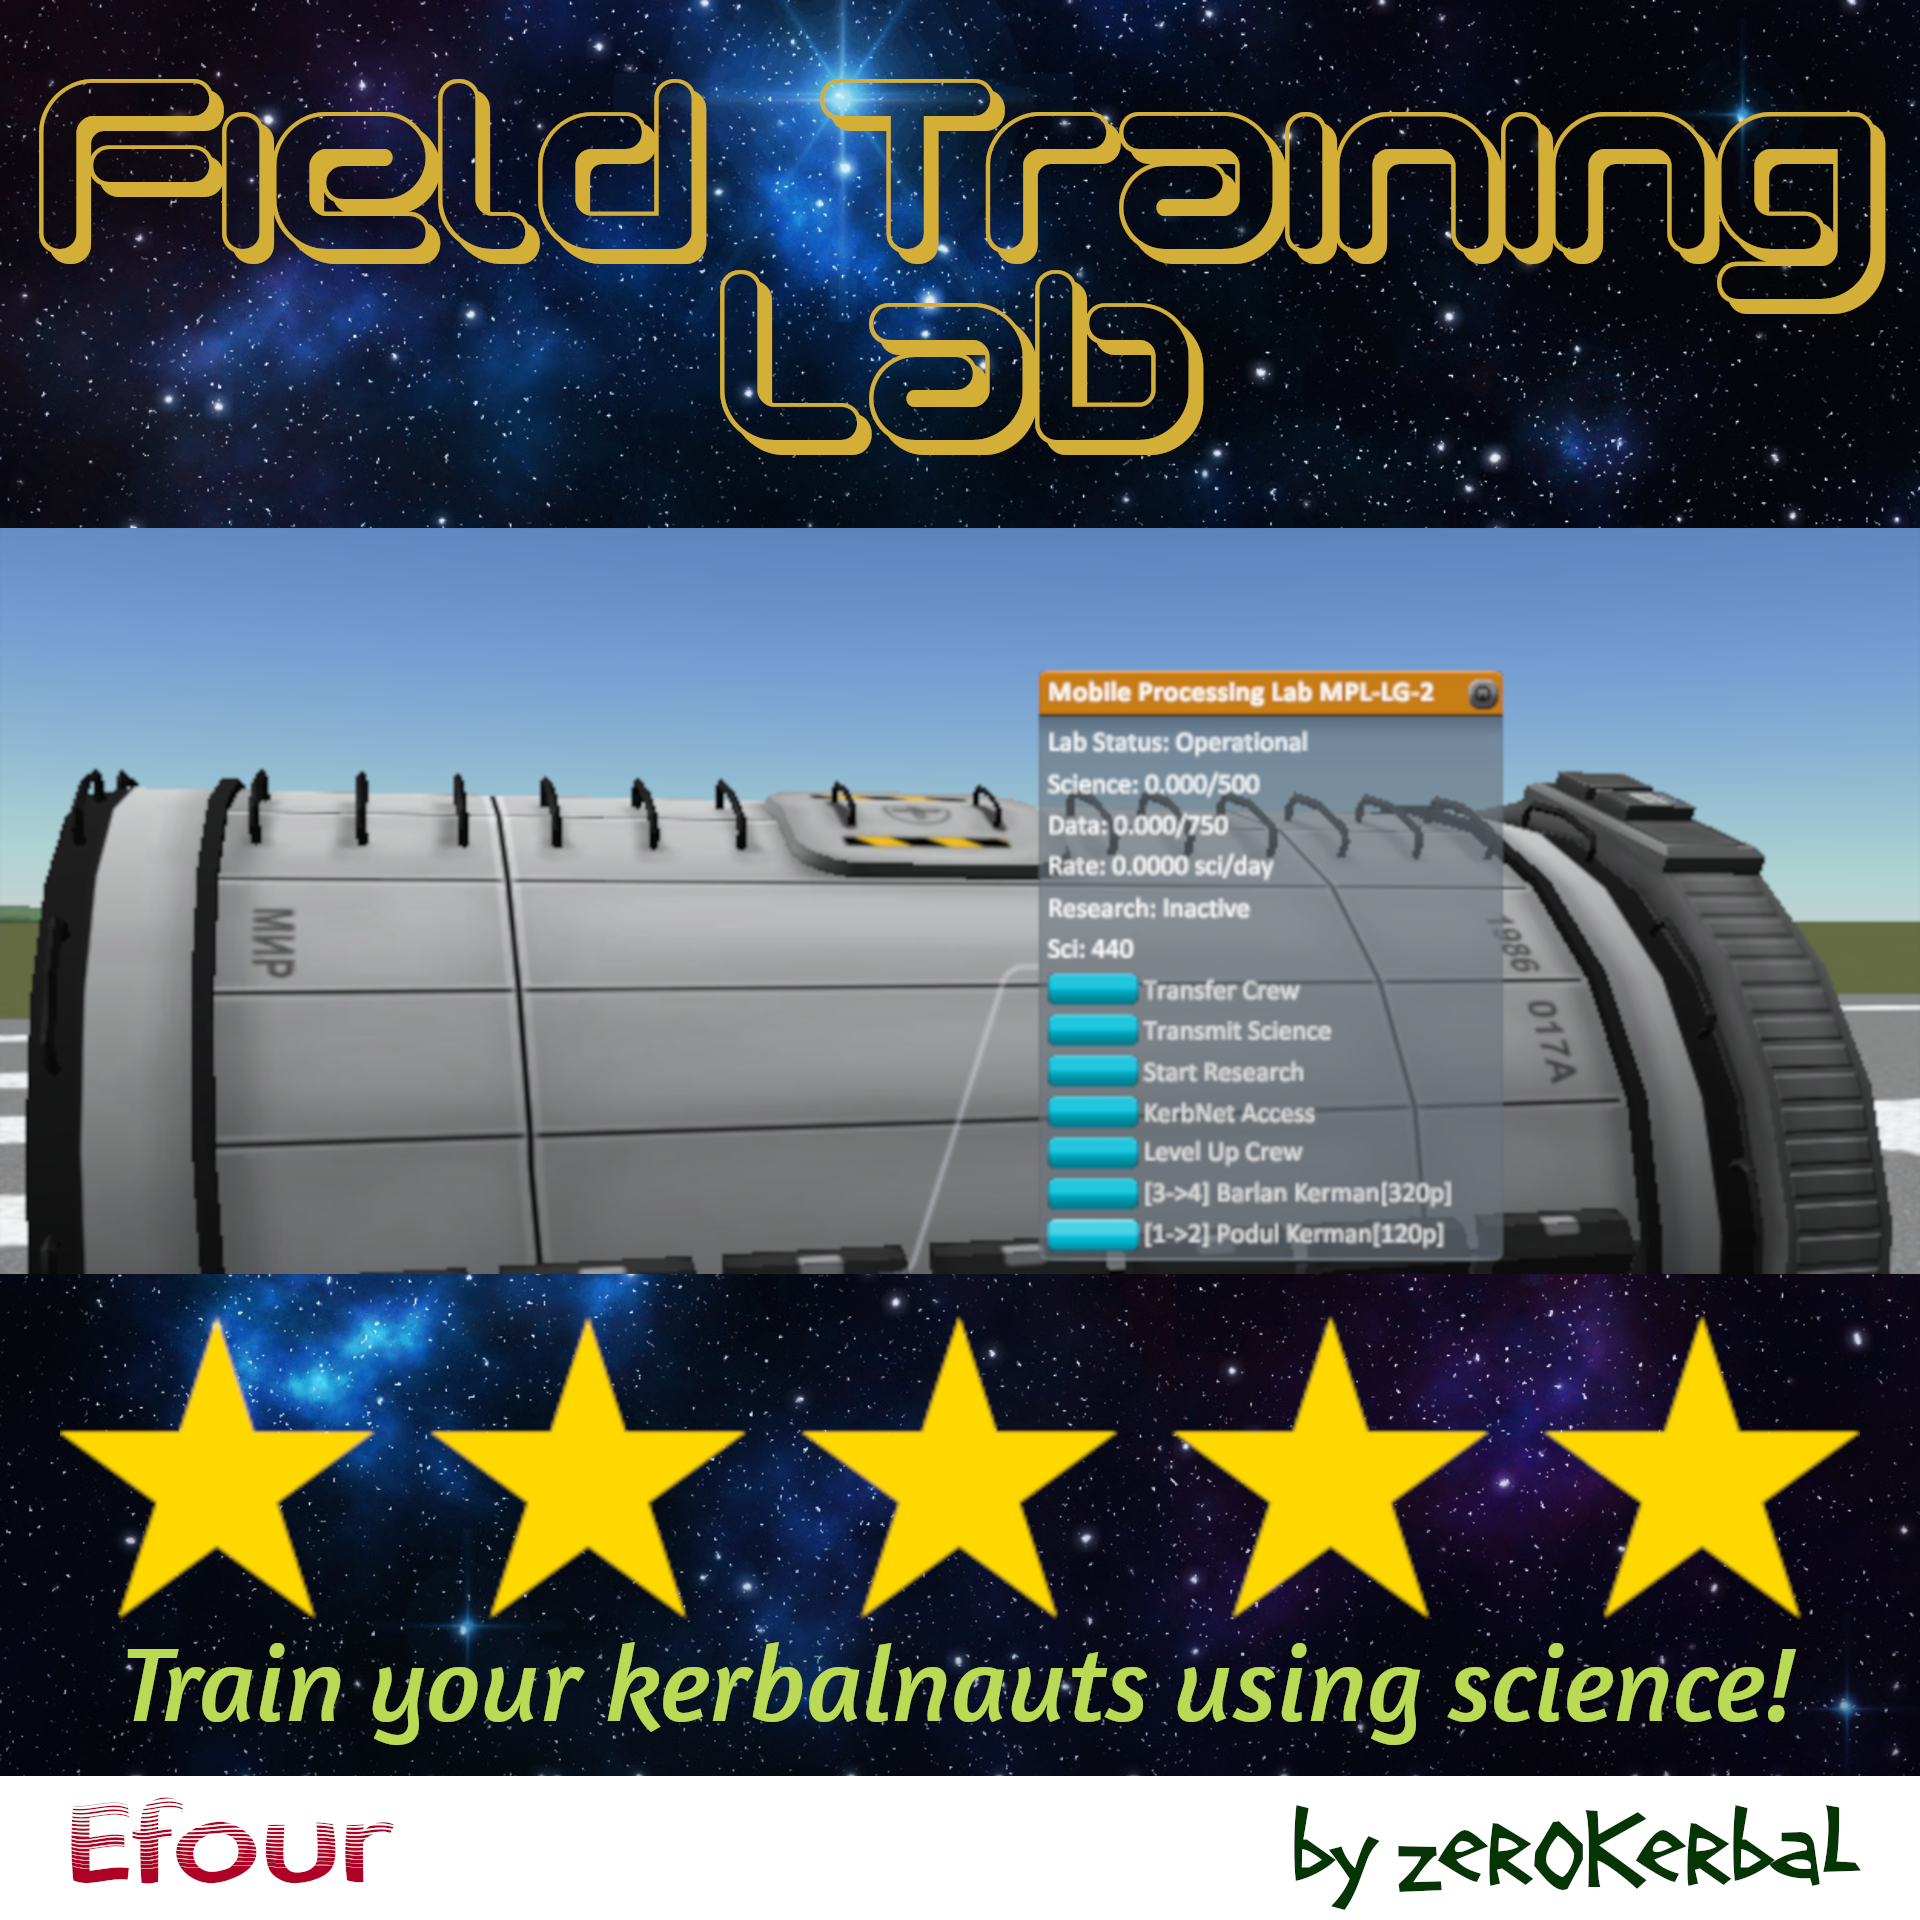 Field Training
Lab
Mobile Processing Lab MPL-LG-2
Lab Status: Operational
Science: 0.000/500
Data: 0.000/750
Rate: 0.0000 sci/day
Research: Inactive
Sci: 440
Transfer Crew
Transmit Science
Start Research
KerbNet Access
Level Up Crew
[3->4] Barlan Kerman[320p]
[1->2] Podul Kerman[120p]
МИР
1986
017A
Train your kerbalnauts using science!
Efour
by zeroKerbal